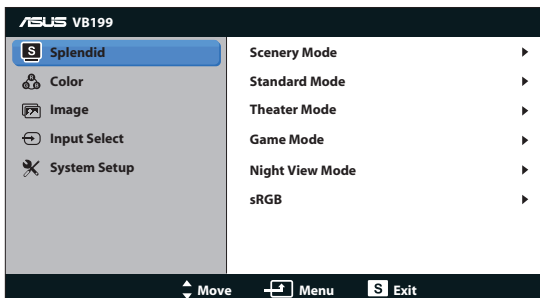 ASUS VB199
S Splendid
Color
Image
Input Select
System Setup
Scenery Mode
Standard Mode
Theater Mode
Game Mode
Night View Mode
sRGB
Move Menu S Exit